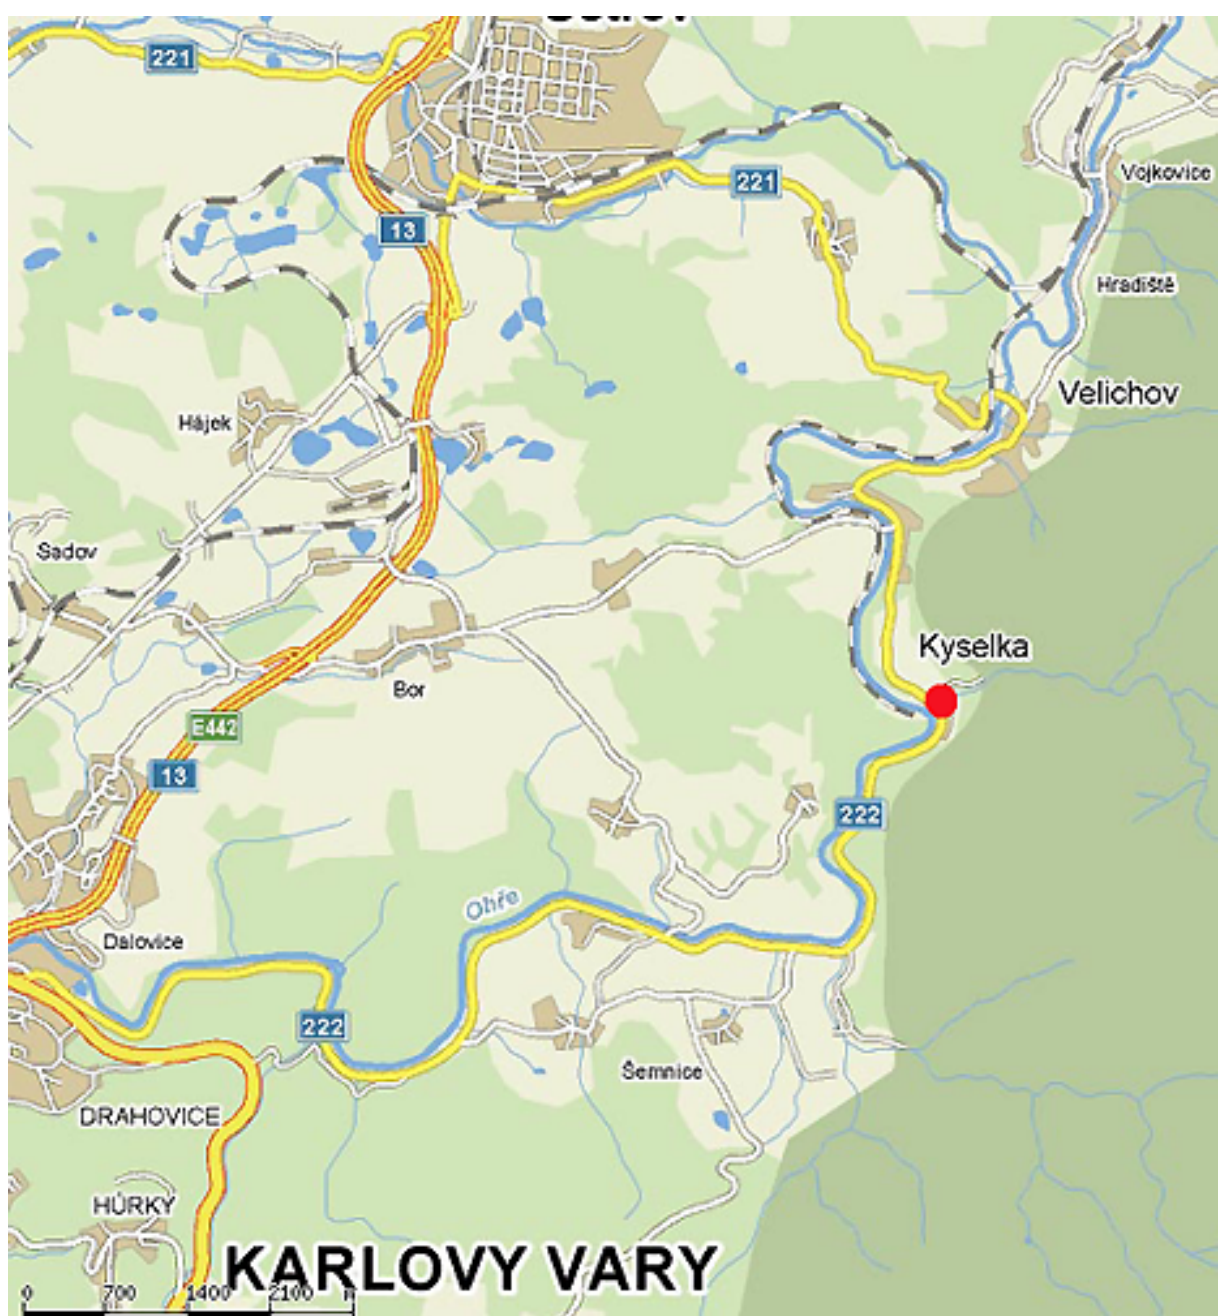 221
221
13
Vojkovice
Hradiště
Velichov
Hájek
Sadov
Kyselka
Bor
E442
13
222
Ohře
Dalovice
222
Šemnice
DRAHOVICE
HŮRKY
KARLOVY VARY
0 700 1400 2100